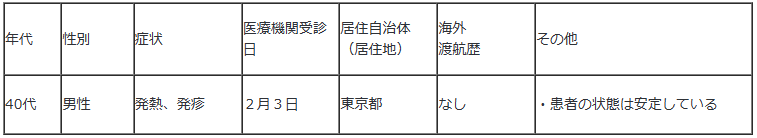 年代
性別
症状
医療機関受診
日
居住自治体
（居住地）
海外
渡航歴
その他
40代
男性
発熱、発疹
２月３日
東京都
なし
・患者の状態は安定している